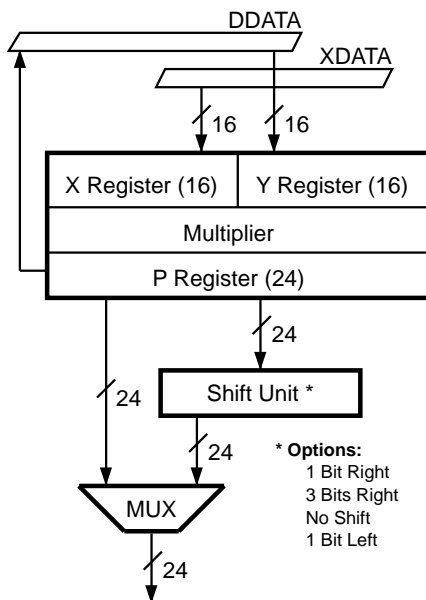 DDATA
XDATA
16
16
X Register (16)
Y Register (16)
Multiplier
P Register (24)
24
24
Shift Unit *
24
* Options:
1 Bit Right
3 Bits Right
No Shift
1 Bit Left
MUX
24